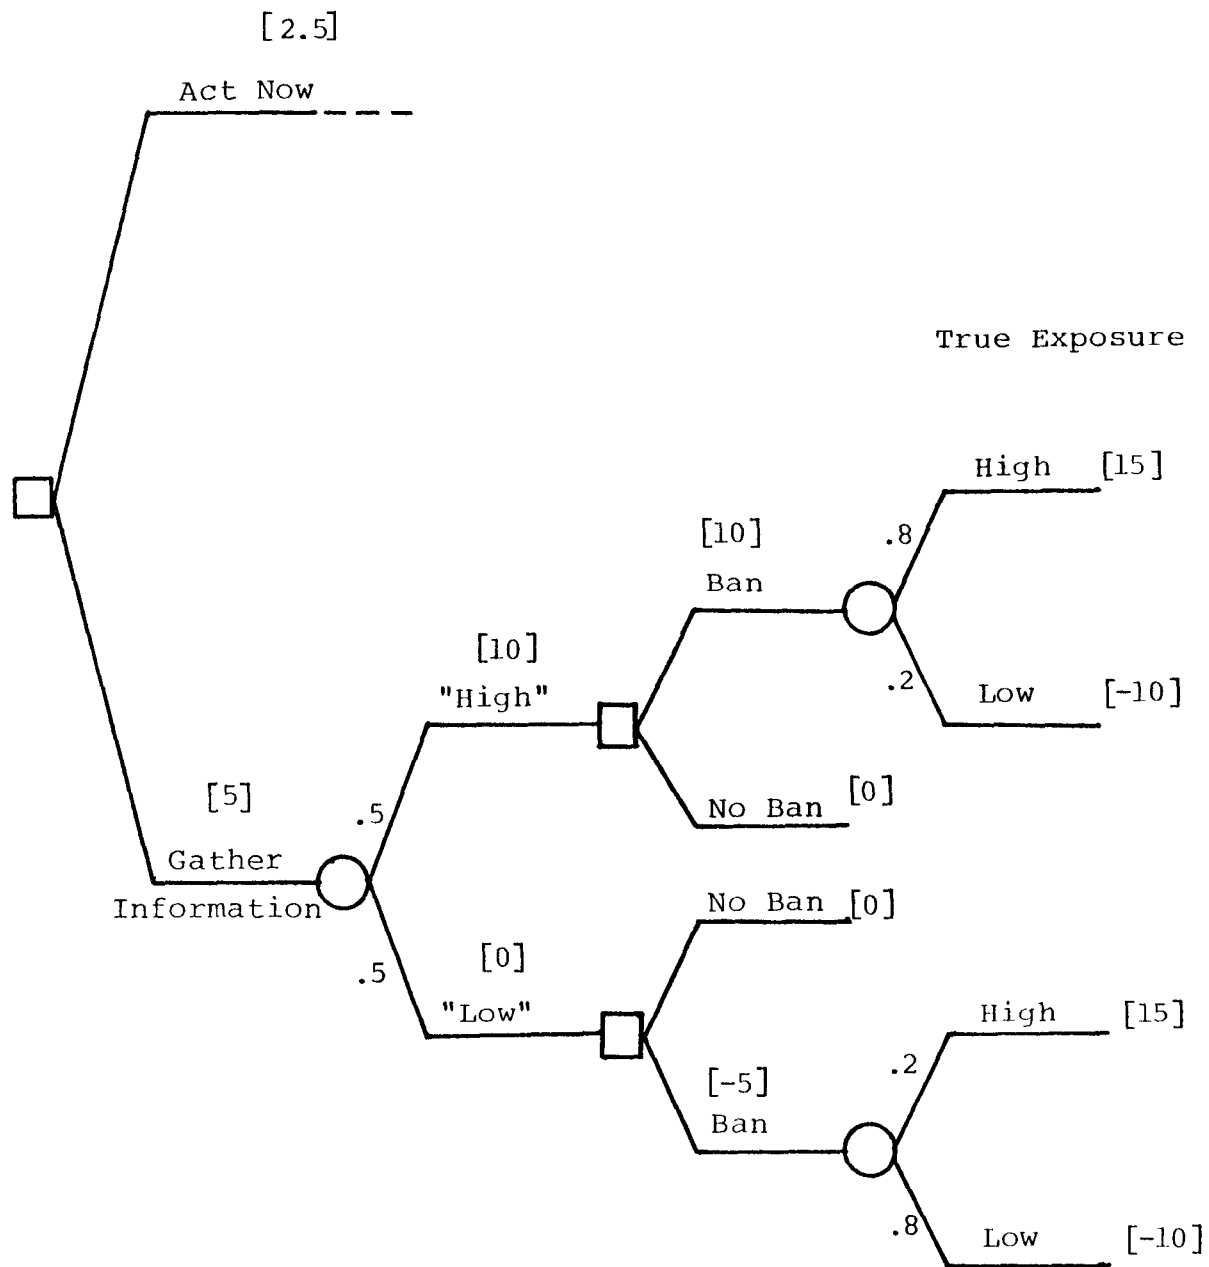 [2.5]
Act Now
True Exposure
High [15]
[10]
.8
Ban
[10]
.2
Low [-10]
"High"
[0]
No Ban
[5]
.5
Gather
Information
No Ban [0]
.5
[0]
"Low"
High [15]
.2
[-5]
Ban
.8
Low [-10]